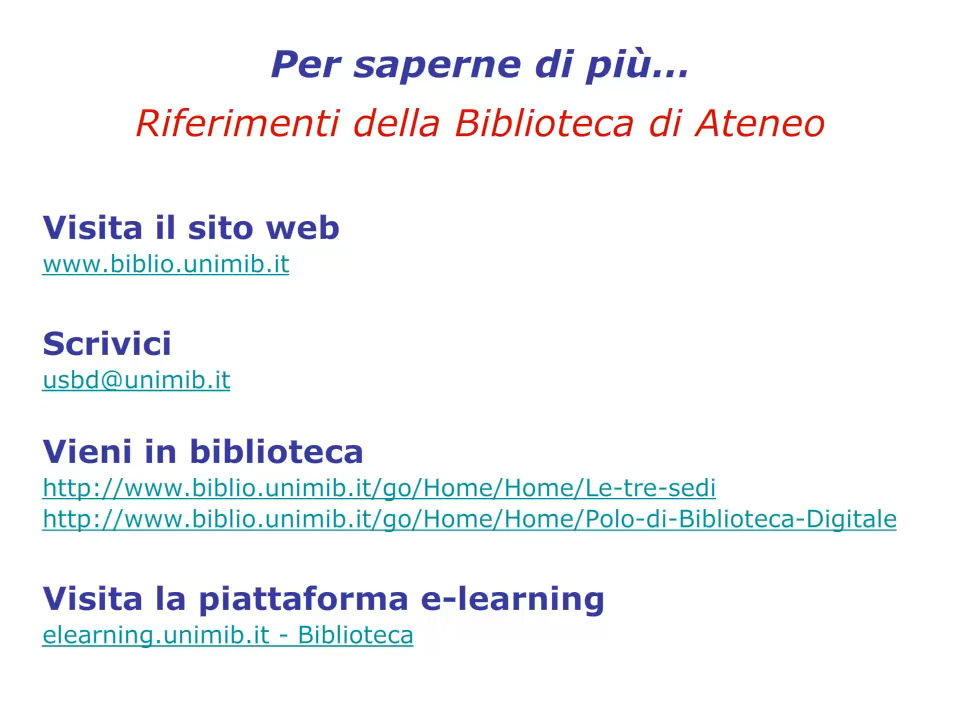 Per saperne di più…
Riferimenti della Biblioteca di Ateneo
Visita il sito web
www.biblio.unimib.it
Scrivici
usbd@unimib.it
Vieni in biblioteca
http://www.biblio.unimib.it/go/Home/Home/Le-tre-sedi
http://www.biblio.unimib.it/go/Home/Home/Polo-di-Biblioteca-Digitale
Visita la piattaforma e-learning
elearning.unimib.it - Biblioteca